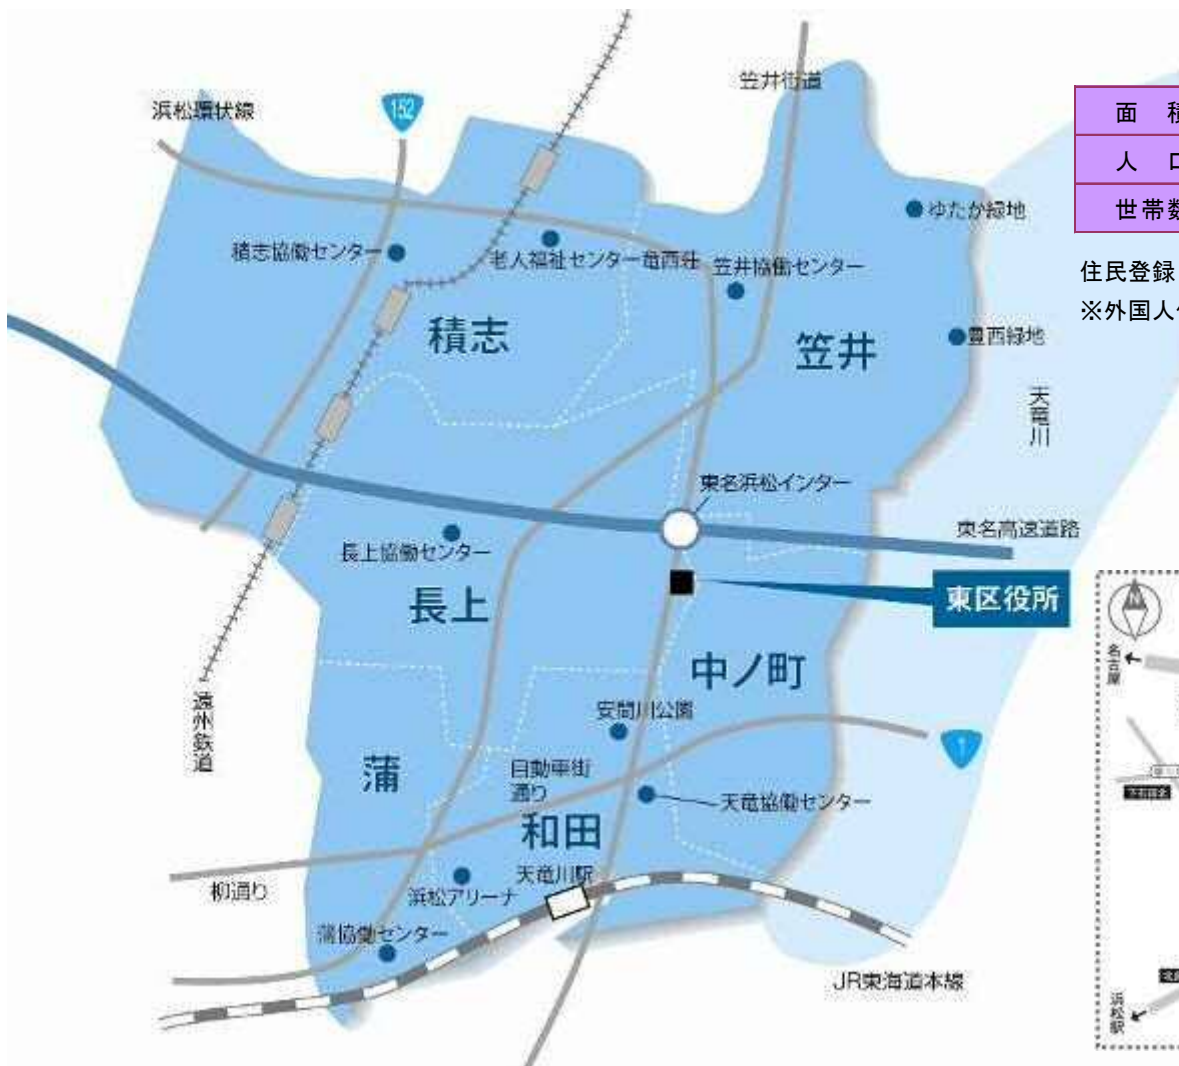 笠井街道
浜松環状線
152
面 積
人 口
世帯数
ゆたか緑地
積志協働センター
老人福祉センター竜西荘
笠井協働センター
住民登録
※外国人
積志
笠井
豊西緑地
天竜川
東名浜松インター
東名高速道路
長上協働センター
長上
東区役所
N
名古屋
中ノ町
遠州鉄道
安間川公園
1
蒲
自動車街
通り
天竜協働センター
和田
天竜川駅
柳通り
浜松アリーナ
蒲協働センター
JR東海道本線
浜松駅